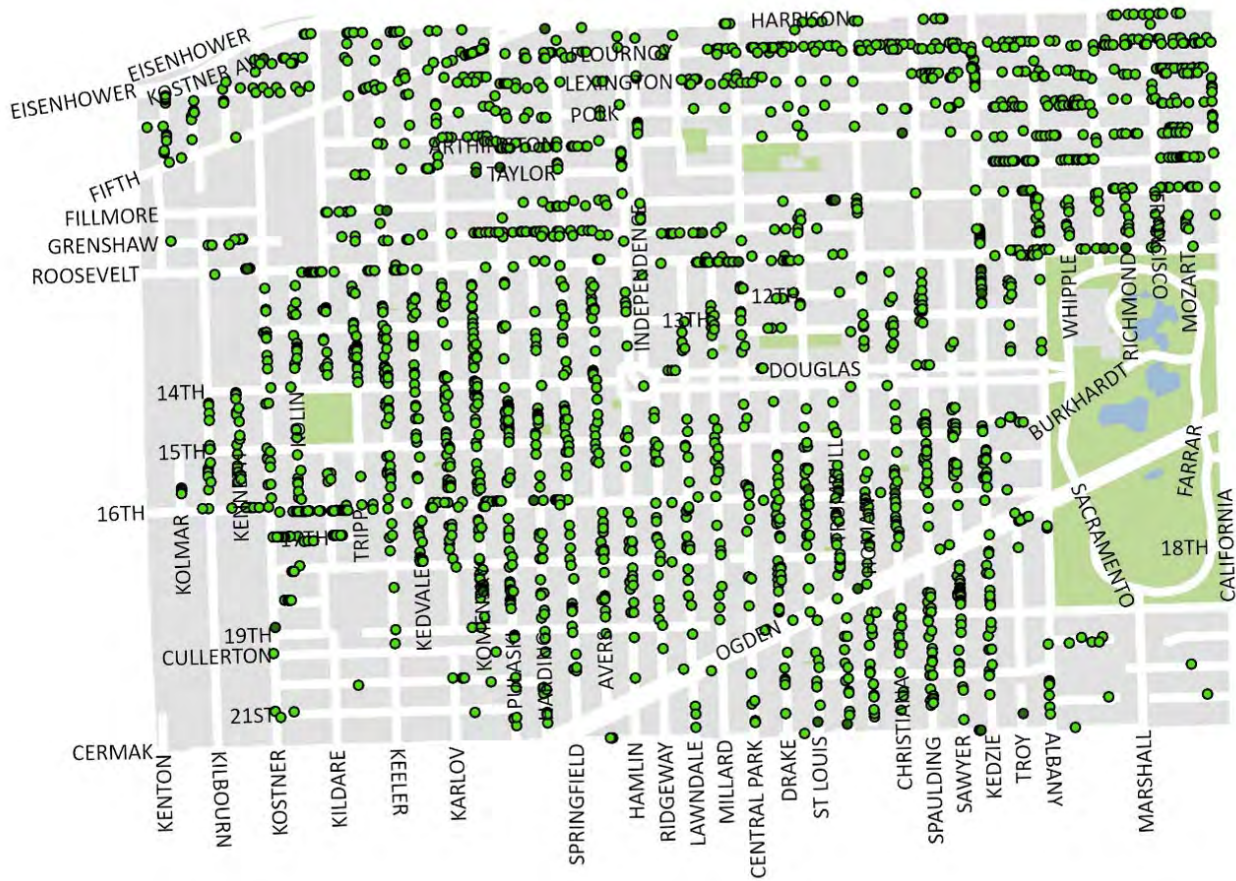 HARRISON
EISENHOWER
FLOURNOY
KOSTNER AV
LEXINGTON
EISENHOWER
POLK
ARTHINGTON
TAYLOR
FIFTH
FILLMORE
GRENSHAW
ROOSEVELT
INDEPENDENCE
FRANCISCO
WHIPPLE
RICHMOND
MOZART
12TH
13TH
DOUGLAS
14TH
KOLIN
BURKHARDT
15TH
FARRAR
KENNETH
16TH
KOLMAR
17TH
TRIPP
SACRAMENTO
18TH
CALIFORNIA
KEDVALE
KOMENSKY
19TH
CULLERTON
OGDEN
PULASKI
HARDING
AVERS
CHRISTIANA
21ST
CERMAK
KENTON
KILBOURN
KOSTNER
KILDARE
KEELER
KARLOV
SPRINGFIELD
HAMLIN
RIDGEWAY
LAWNDALE
MILLARD
CENTRAL PARK
DRAKE
ST LOUIS
SPAULDING
SAWYER
KEDZIE
TROY
ALBANY
MARSHALL